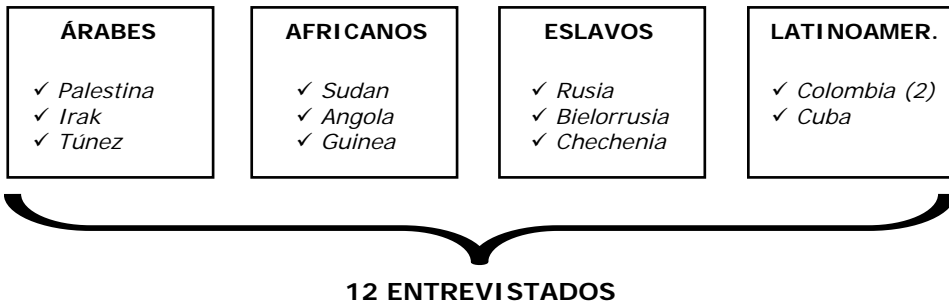 ÁRABES
✓ Palestina
✓ Irak
✓ Túnez
AFRICANOS
✓ Sudan
✓ Angola
✓ Guinea
ESLAVOS
✓ Rusia
✓ Bielorrusia
✓ Chechenia
LATINOAMER.
✓ Colombia (2)
✓ Cuba
12 ENTREVISTADOS